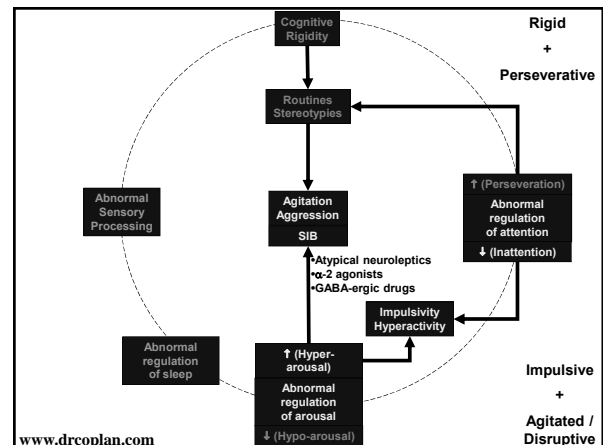 Cognitive
Rigidity
Rigid
+
Perseverative
Routines
Stereotypies
Abnormal
Sensory
Processing
Agitation
Aggression
SIB
↑ (Perseveration)
Abnormal
regulation
of attention
↓ (Inattention)
•Atypical neuroleptics
•α-2 agonists
•GABA-ergic drugs
Impulsivity
Hyperactivity
Abnormal
regulation
of sleep
↑ (Hyper-
arousal)
Abnormal
regulation
of arousal
↓ (Hypo-arousal)
Impulsive
+
Agitated /
Disruptive
www.drcoplan.com